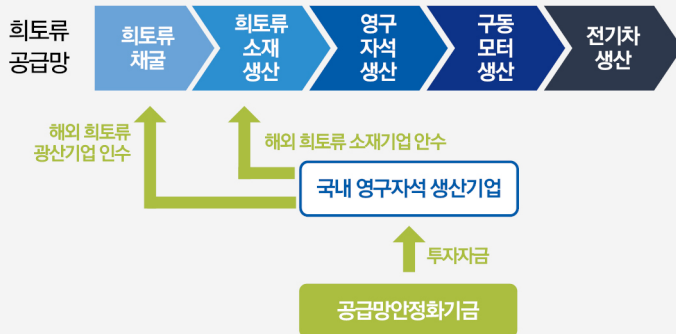 희토류
공급망
희토류
채굴
희토류
소재
생산
영구
자석
생산
구동
모터
생산
전기차
생산
해외 희토류
광산기업 인수
해외 희토류 소재기업 안수
국내 영구자석 생산기업
투자자금
공급망안정화기금